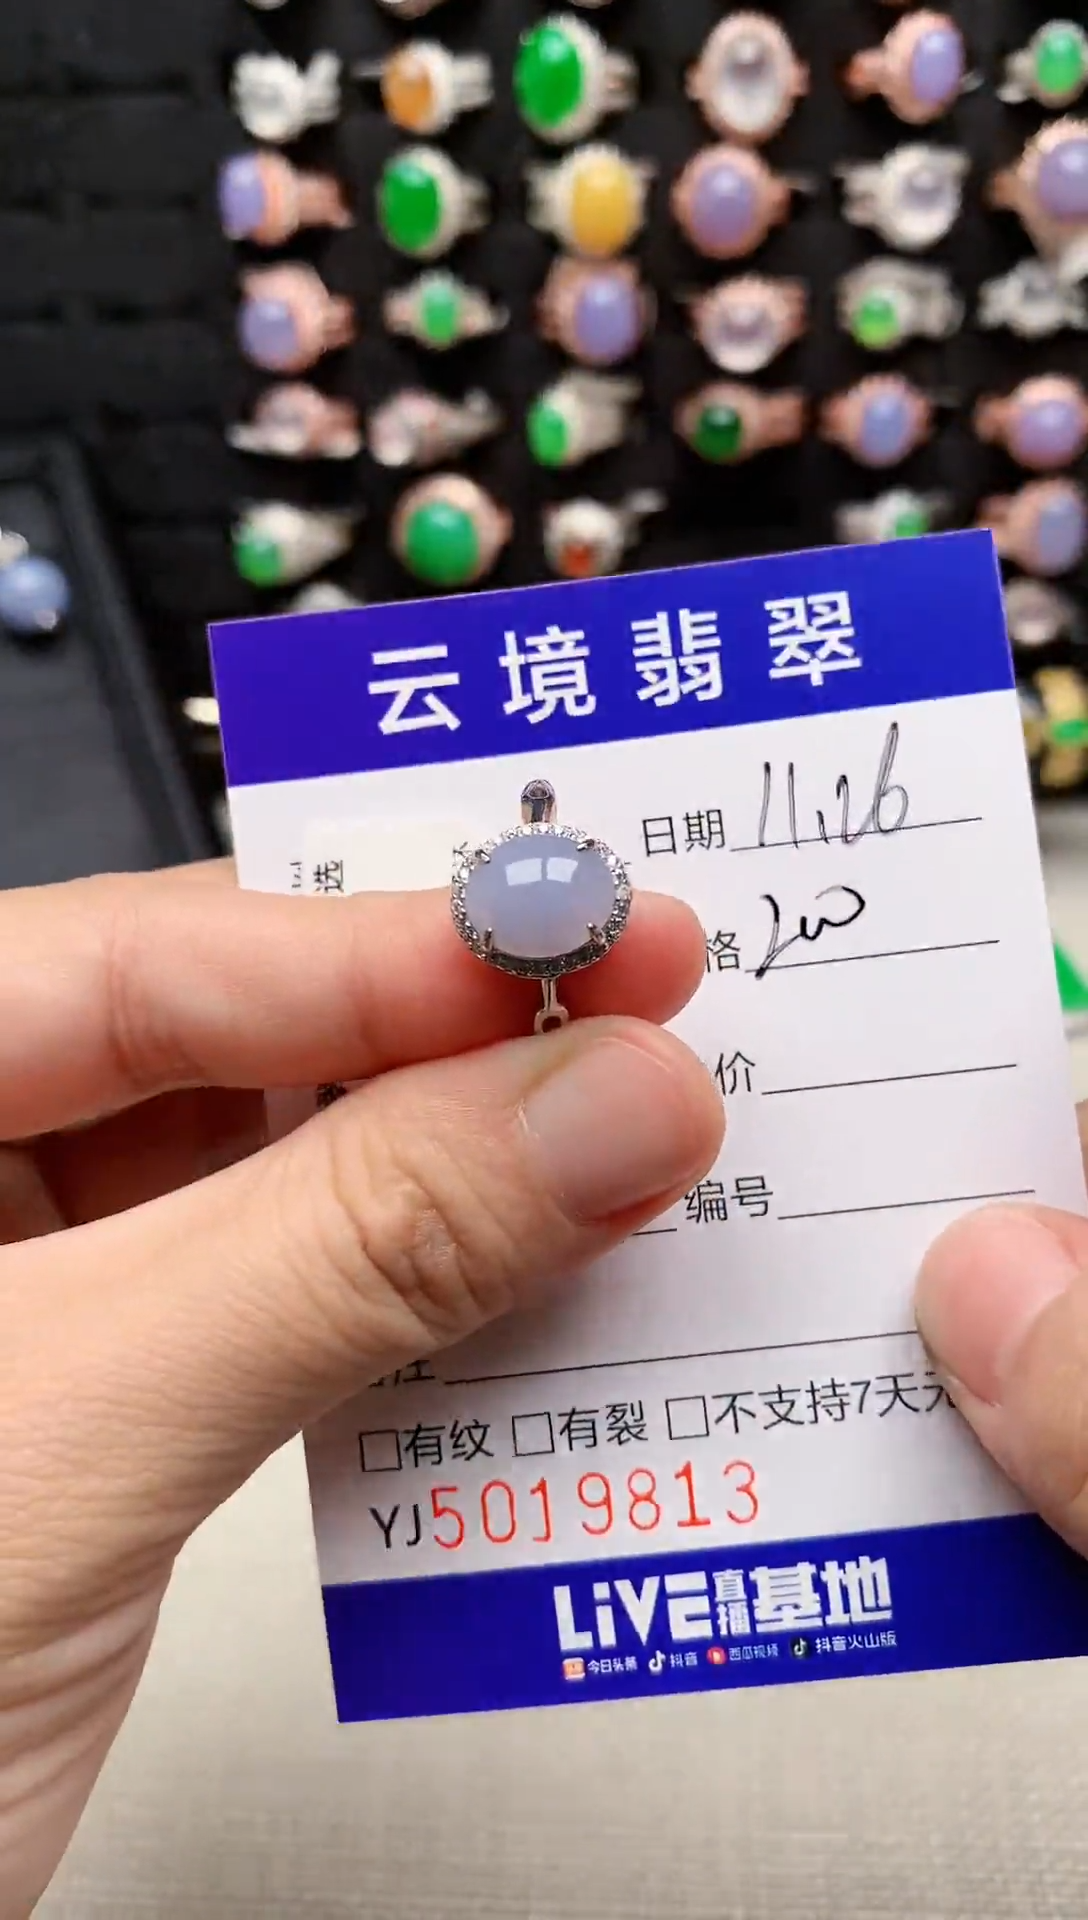 云境翡翠
选
日期 11.26
格
价
编号
注
□有纹 □有裂 □不支持7天
YJ5019813
LiVE直播基地
今日头条 抖音 西瓜视频 抖音火山版